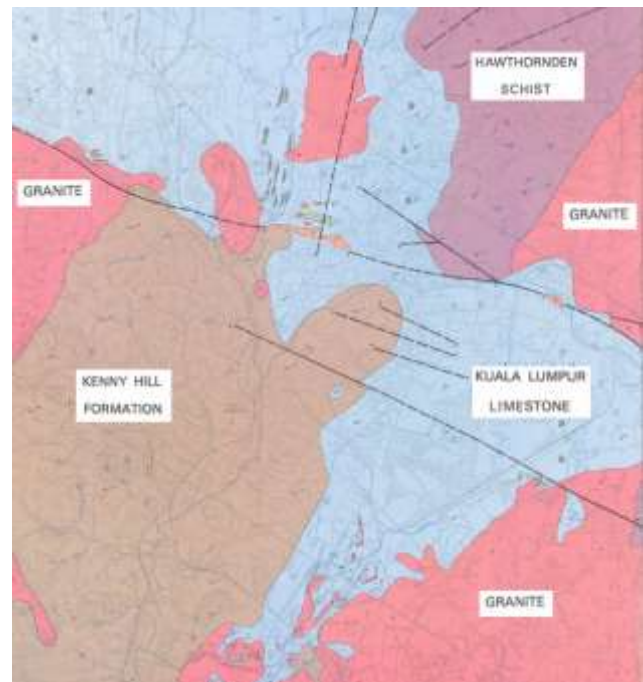 HAWTHORNDEN
SCHIST
GRANITE
GRANITE
KENNY HILL
FORMATION
KUALA LUMPUR
LIMESTONE
GRANITE